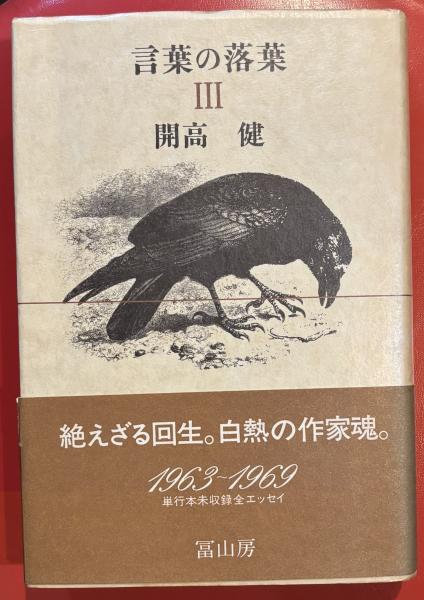 言葉の落葉
III
開高 健
絶えざる回生。白熱の作家魂。
1963~1969
単行本未収録全エッセイ
冨山房